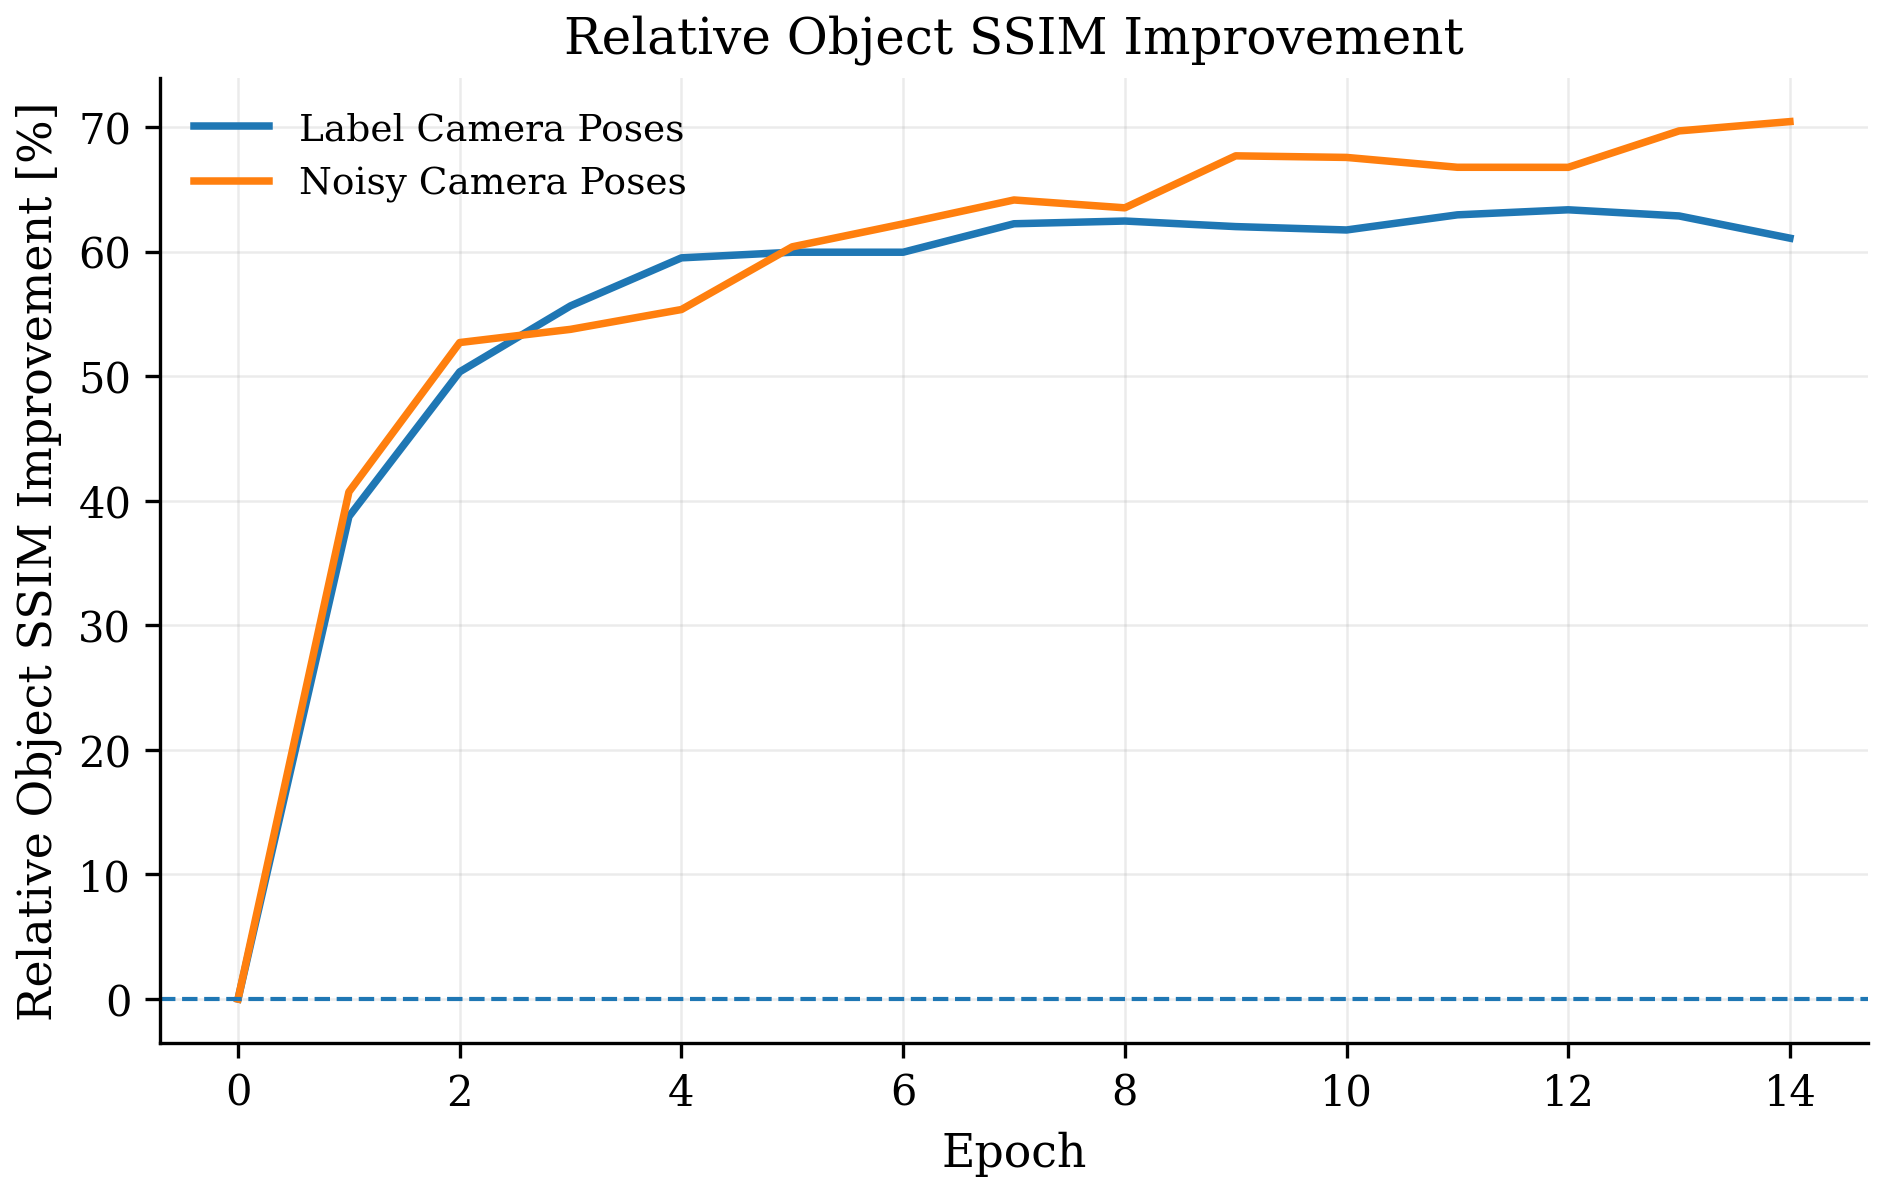 Relative Object SSIM Improvement
Relative Object SSIM Improvement [%]
70
60
50
40
30
20
10
0
Label Camera Poses
Noisy Camera Poses
0 2 4 6 8 10 12 14
Epoch